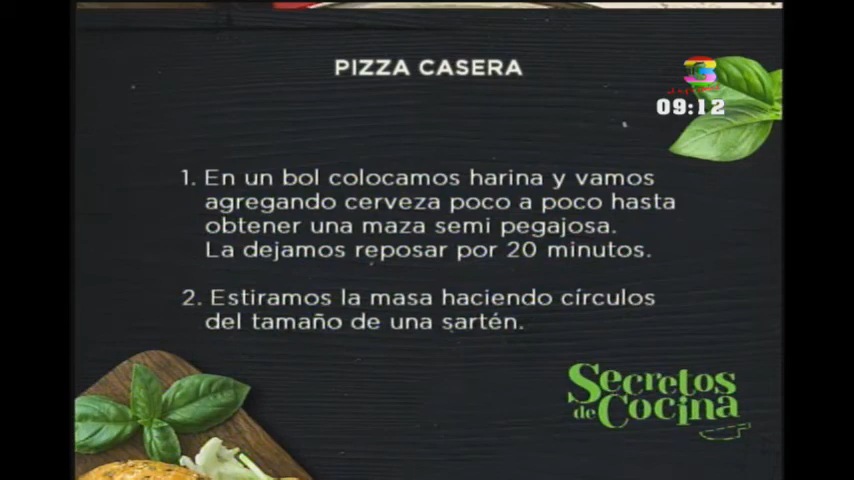 PIZZA CASERA
09:12
1. En un bol colocamos harina y vamos
agregando cerveza poco a poco hasta
obtener una maza semi pegajosa.
La dejamos reposar por 20 minutos.
2. Estiramos la masa haciendo círculos
del tamaño de una sartén.
Secretos
de Cocina